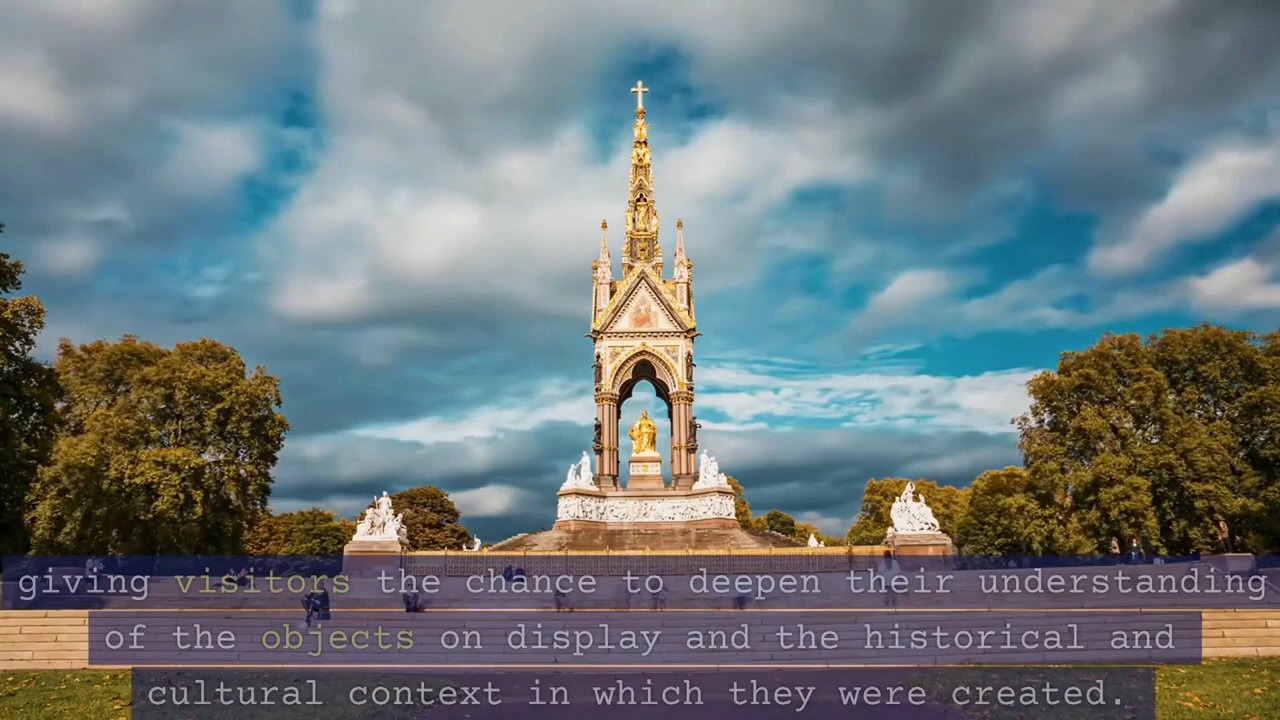 giving visitors the chance to deepen their understanding
of the objects on display and the historical and
cultural context in which they were created.